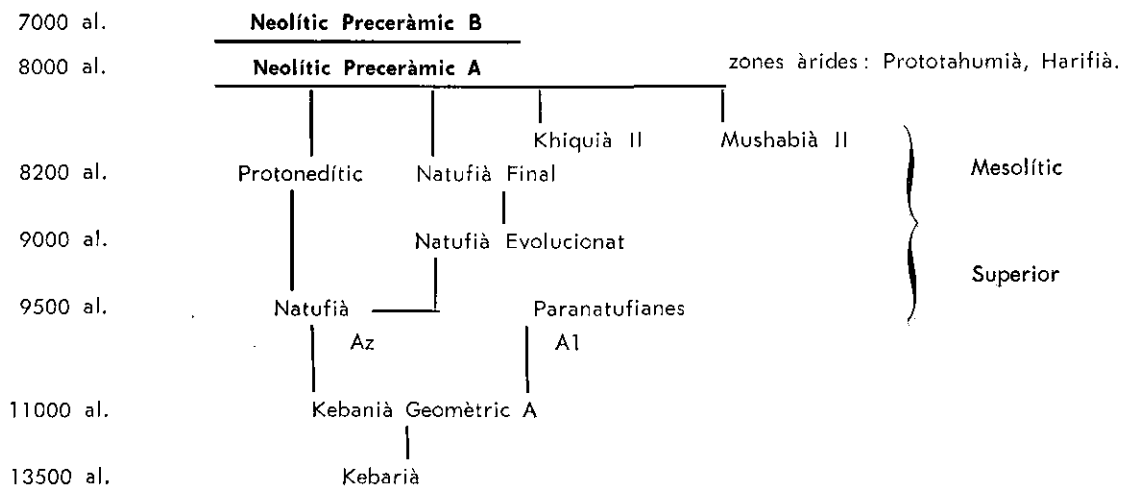 7000 al. Neolític Preceràmic B
8000 al. Neolític Preceràmic A zones àrides: Prototahumià, Harifià.
Khiquià II Mushabià II
8200 al. Protonedític Natufià Final Mesolític
9000 al. Natufià Evolucionat
Superior
9500 al. Natufià Paranatufianes
Az A1
11000 al. Kebanià Geomètric A
13500 al. Kebarià